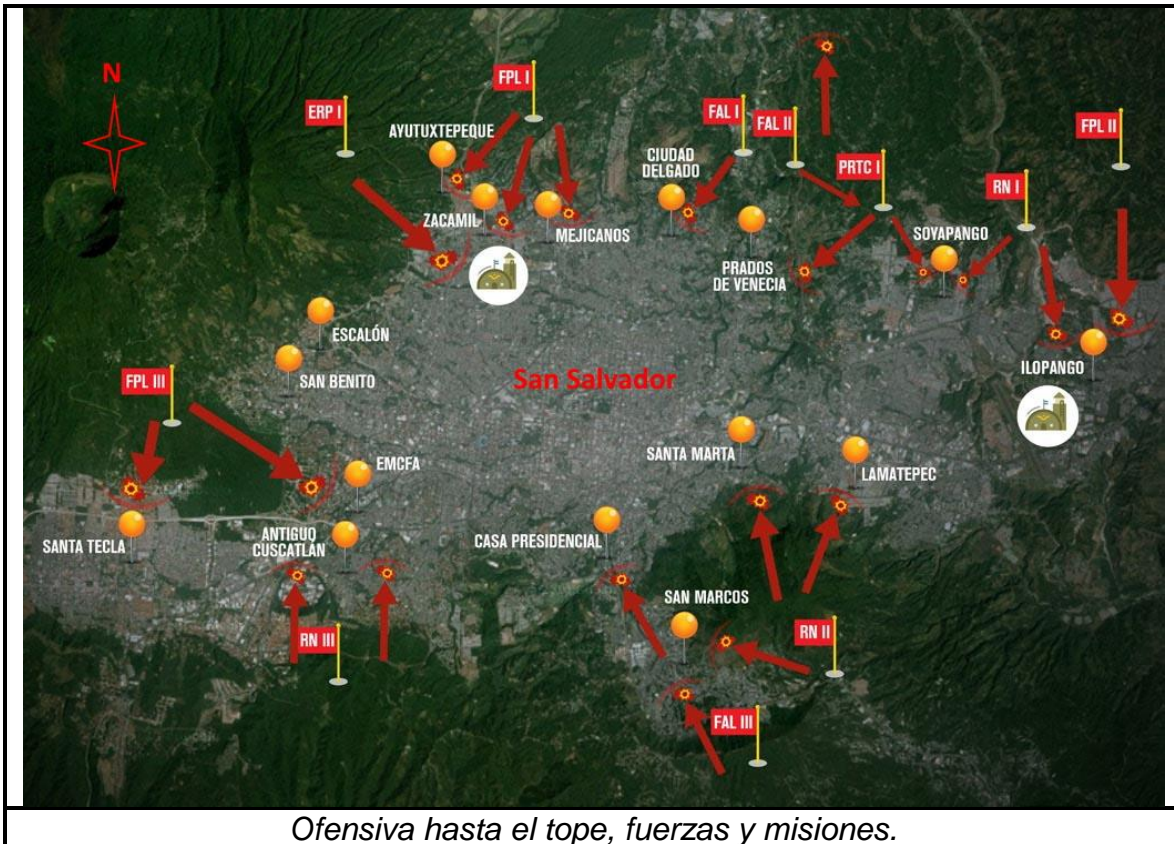 N
ERP I
FPL I
FAL I
FAL II
FPL II
AYUTUXTEPEQUE
CIUDAD
DELGADO
PRTC I
RN I
ZACAMIL
MEJICANOS
PRADOS
DE VENECIA
SOYAPANGO
ESCALÓN
SAN BENITO
ILOPANGO
FPL III
San Salvador
EMCFA
SANTA MARTA
LAMATEPEC
SANTA TECLA
ANTIGUO
CUSCATLAN
CASA PRESIDENCIAL
SAN MARCOS
RN III
RN II
FAL III
Ofensiva hasta el tope, fuerzas y misiones.